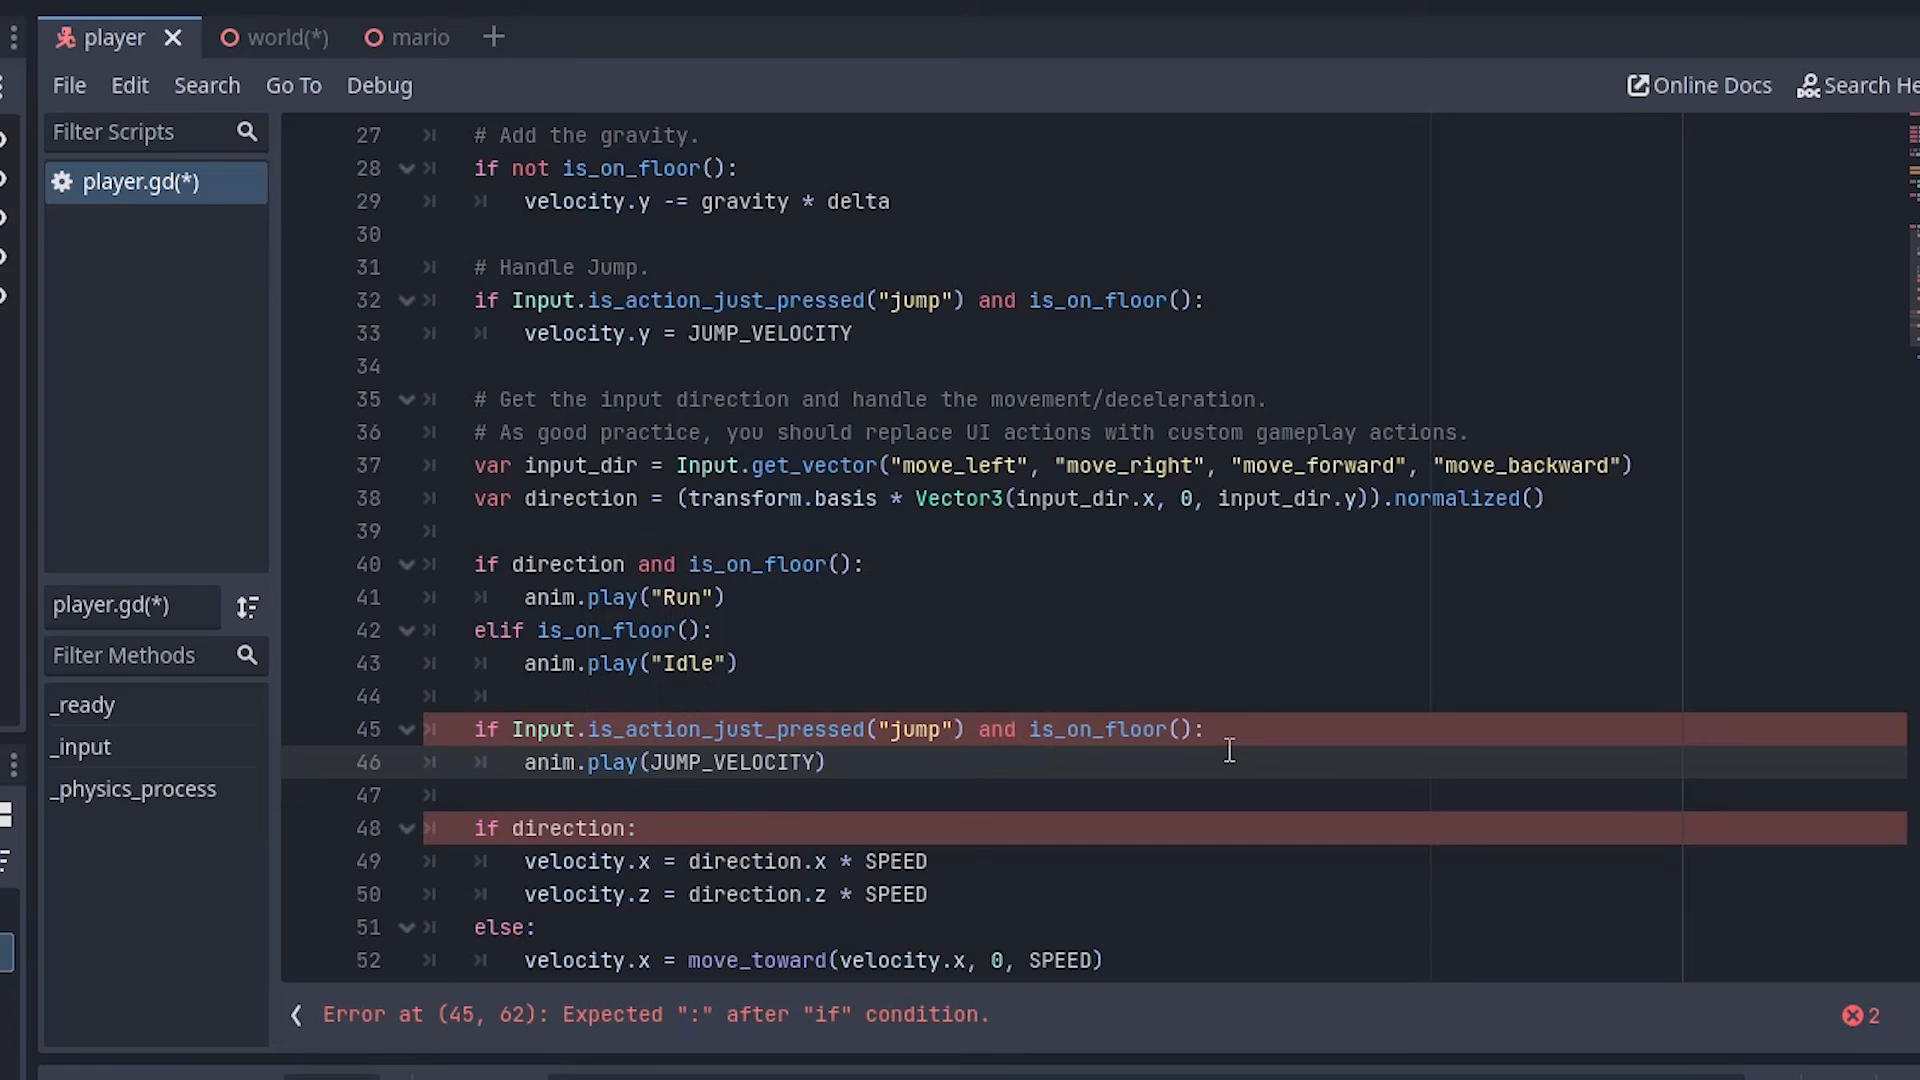 player
world(*)
mario
File Edit Search Go To Debug
Online Docs
Search He
Filter Scripts
player.gd(*)
player.gd(*)
Filter Methods
_ready
_input
_physics_process
27 # Add the gravity.
28 if not is_on_floor():
29 velocity.y -= gravity * delta
30
31 # Handle Jump.
32 if Input.is_action_just_pressed("jump") and is_on_floor():
33 velocity.y = JUMP_VELOCITY
34
35 # Get the input direction and handle the movement/deceleration.
36 # As good practice, you should replace UI actions with custom gameplay actions.
37 var input_dir = Input.get_vector("move_left", "move_right", "move_forward", "move_backward")
38 var direction = (transform.basis * Vector3(input_dir.x, 0, input_dir.y)).normalized()
39
40 if direction and is_on_floor():
41 anim.play("Run")
42 elif is_on_floor():
43 anim.play("Idle")
44
45 if Input.is_action_just_pressed("jump") and is_on_floor():
46 anim.play(JUMP_VELOCITY)
47
48 if direction:
49 velocity.x = direction.x * SPEED
50 velocity.z = direction.z * SPEED
51 else:
52 velocity.x = move_toward(velocity.x, 0, SPEED)
Error at (45, 62): Expected ":" after "if" condition.
2